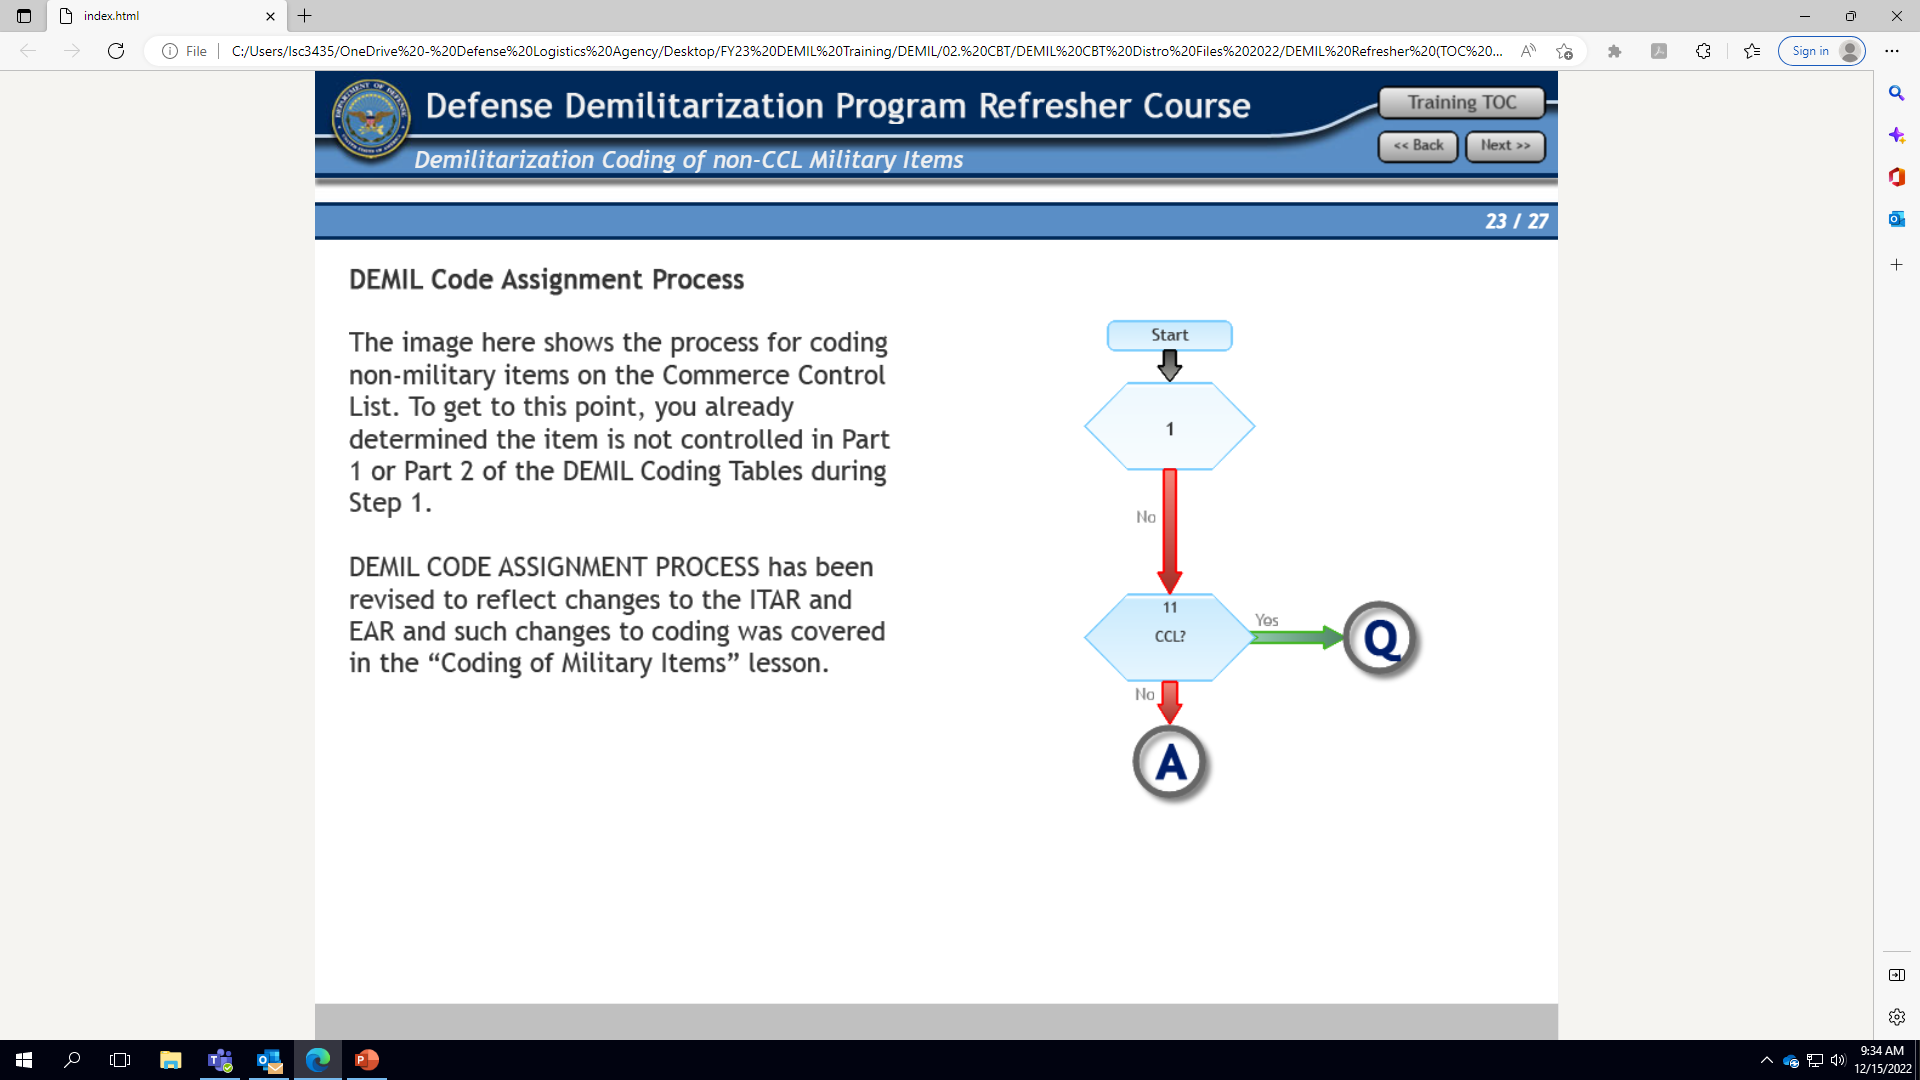 index.html
File
C:/Users/lsc3435/OneDrive%20-%20Defense%20Logistics%20Agency/Desktop/FY23%20DEMIL%20Training/DEMIL/02.%20CBT/DEMIL%20CBT%20Distro%20Files%202022/DEMIL%20Refresher%20(TOC%20...
Sign in
Defense Demilitarization Program Refresher Course
Training TOC
<< Back
Next >>
Demilitarization Coding of non-CCL Military Items
23 / 27
DEMIL Code Assignment Process
The image here shows the process for coding
non-military items on the Commerce Control
List. To get to this point, you already
determined the item is not controlled in Part
1 or Part 2 of the DEMIL Coding Tables during
Step 1.
DEMIL CODE ASSIGNMENT PROCESS has been
revised to reflect changes to the ITAR and
EAR and such changes to coding was covered
in the “Coding of Military Items” lesson.
Start
1
No
11
CCL?
Yes
Q
No
A
9:34 AM
12/15/2022